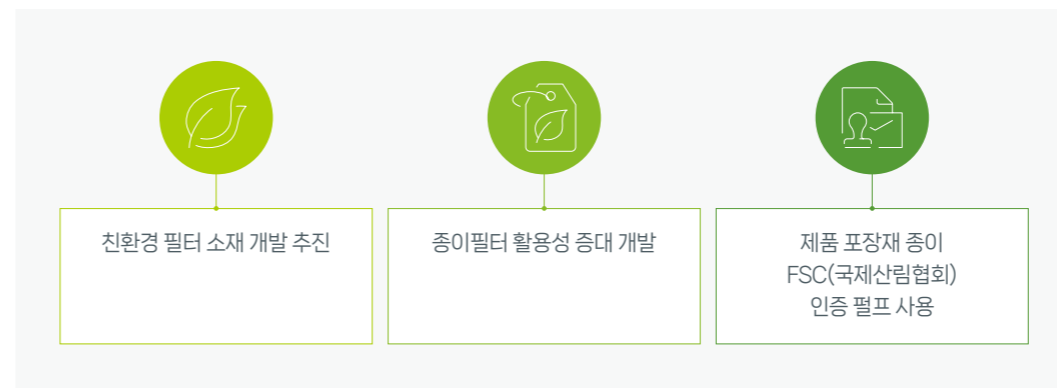 친환경 필터 소재 개발 추진
종이필터 활용성 증대 개발
제품 포장재 종이
FSC(국제산림협회)
인증 펄프 사용